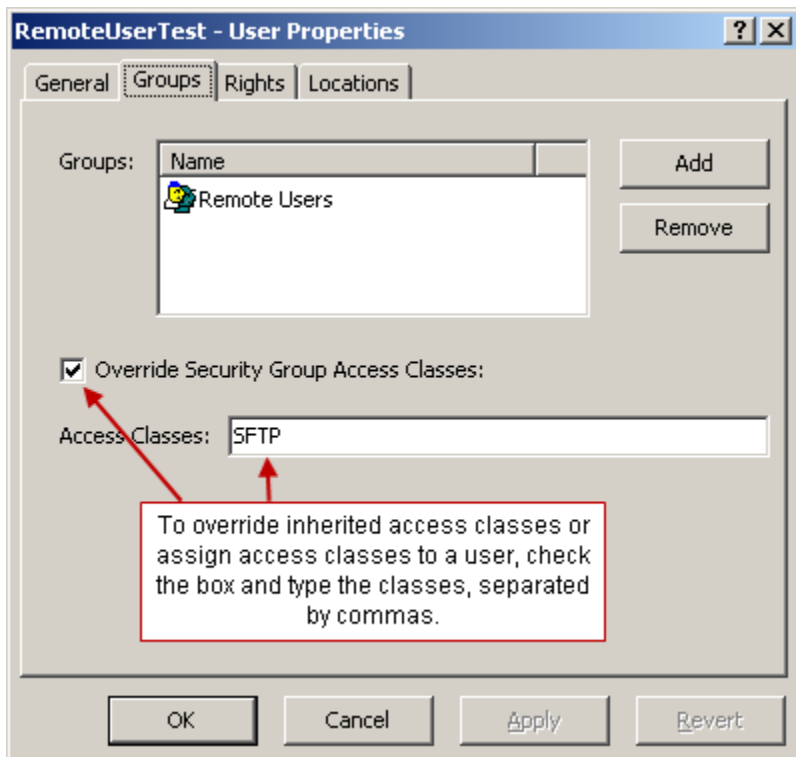 RemoteUserTest - User Properties
? X
General Groups Rights Locations
Groups: Name Add
Remote Users
Remove
Override Security Group Access Classes:
Access Classes: SFTP
To override inherited access classes or
assign access classes to a user, check
the box and type the classes, separated
by commas.
OK Cancel Apply Revert